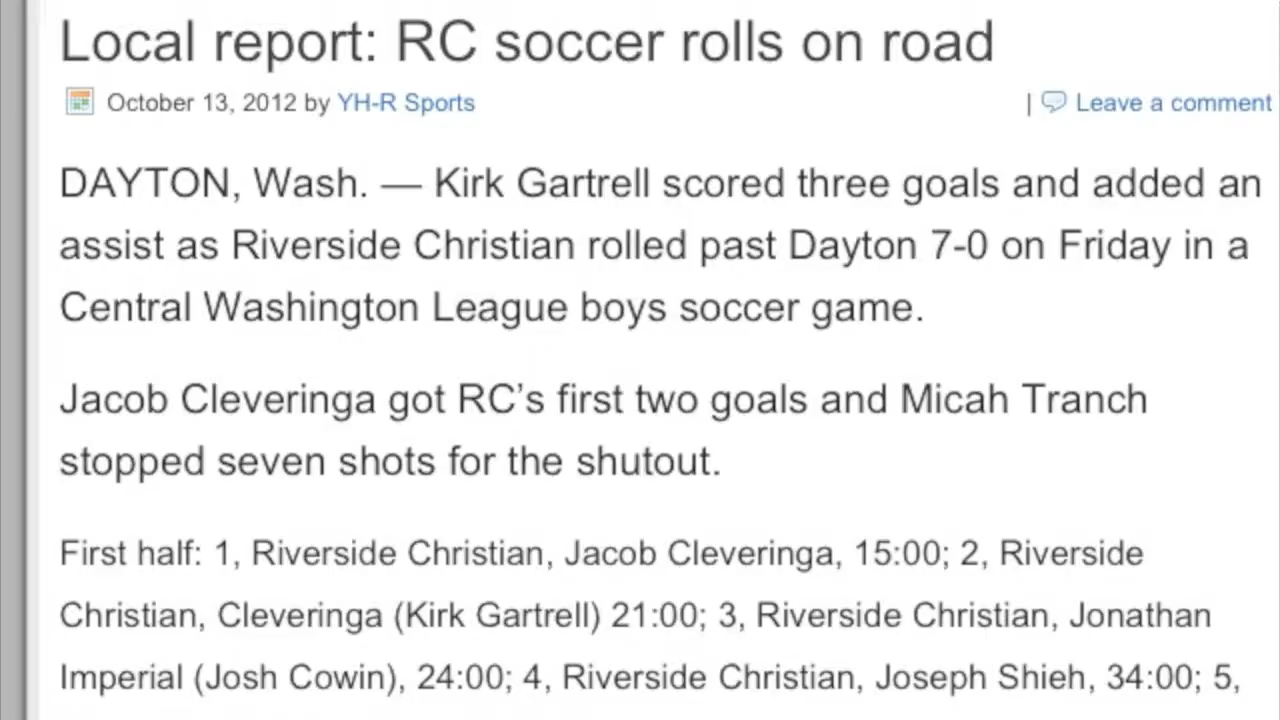 Local report: RC soccer rolls on road
October 13, 2012 by YH-R Sports | Leave a comment
DAYTON, Wash. — Kirk Gartrell scored three goals and added an
assist as Riverside Christian rolled past Dayton 7-0 on Friday in a
Central Washington League boys soccer game.
Jacob Cleveringa got RC’s first two goals and Micah Tranch
stopped seven shots for the shutout.
First half: 1, Riverside Christian, Jacob Cleveringa, 15:00; 2, Riverside
Christian, Cleveringa (Kirk Gartrell) 21:00; 3, Riverside Christian, Jonathan
Imperial (Josh Cowin), 24:00; 4, Riverside Christian, Joseph Shieh, 34:00; 5,